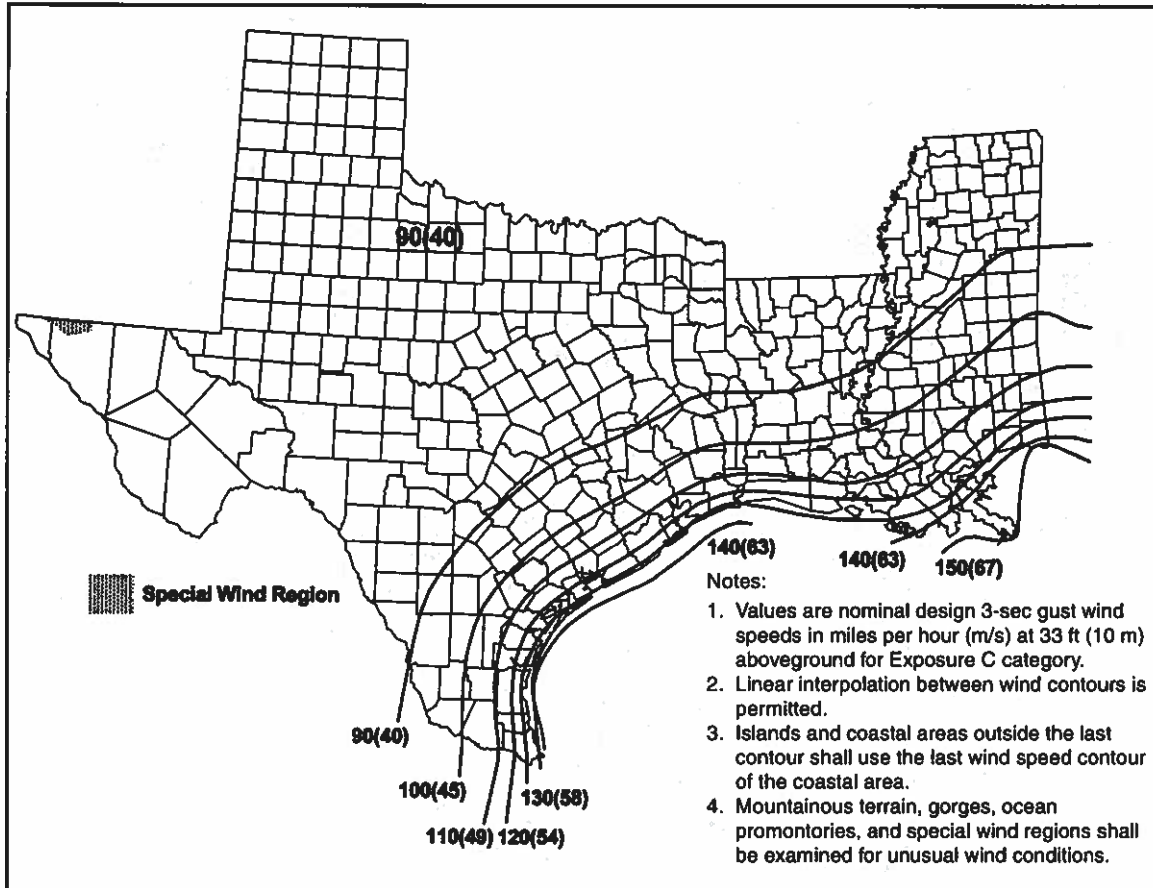 90(40)
140(63)
140(63)
150(67)
Special Wind Region
Notes:
1. Values are nominal design 3-sec gust wind
speeds in miles per hour (m/s) at 33 ft (10 m)
aboveground for Exposure C category.
2. Linear interpolation between wind contours is
permitted.
3. Islands and coastal areas outside the last
contour shall use the last wind speed contour
of the coastal area.
4. Mountainous terrain, gorges, ocean
promontories, and special wind regions shall
be examined for unusual wind conditions.
90(40)
100(45)
130(58)
110(49)
120(54)